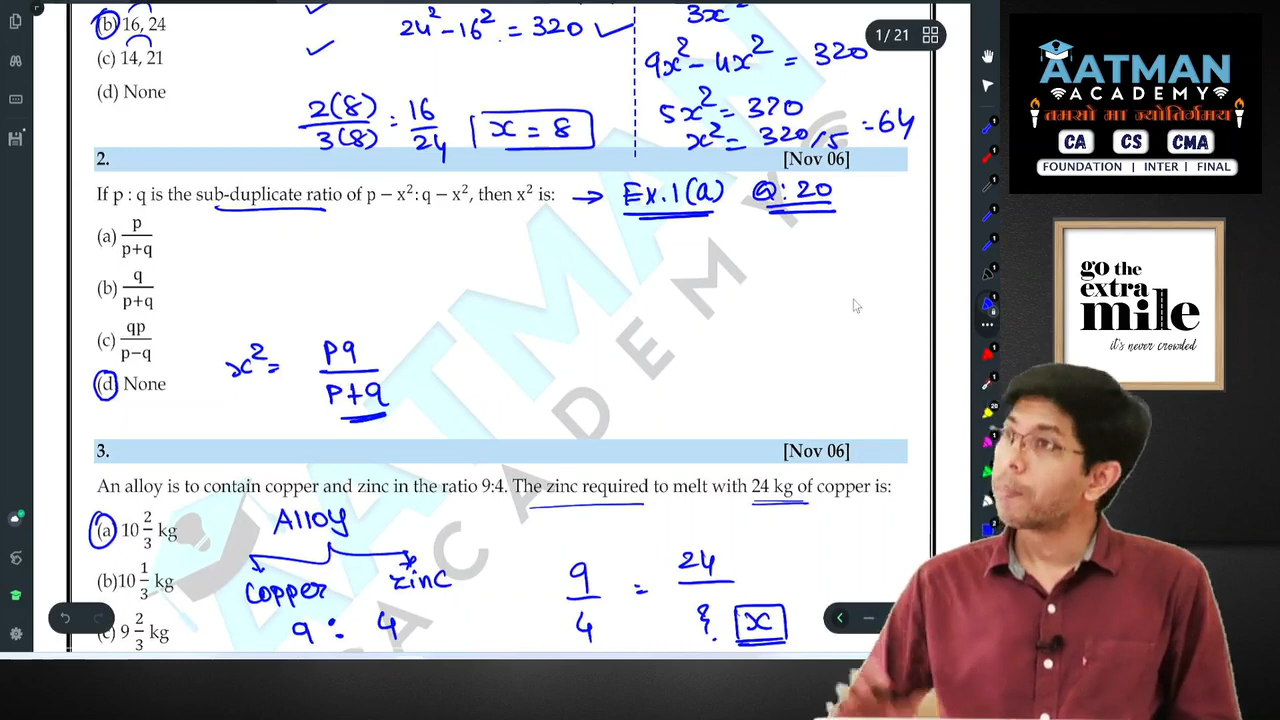 (b) 16, 24
24² - 16² = 320
3x²
1/21
(c) 14, 21
9x² - 4x² = 320
(d) None
2(8)/3(8) = 16/24
x = 8
5x² = 320
x² = 320/5 = 64
2. [Nov 06]
If p : q is the sub-duplicate ratio of p − x² : q − x², then x² is: → Ex.1(a) Q:20
(a) p/p+q
(b) q/p+q
(c) qp/p−q
(d) None
x² = pq/p+q
3. [Nov 06]
An alloy is to contain copper and zinc in the ratio 9:4. The zinc required to melt with 24 kg of copper is:
(a) 10 2/3 kg
Alloy
(b) 10 1/3 kg
copper zinc
9/4 = 24/? x
(c) 9 2/3 kg
9 : 4
AATMAN ACADEMY
AATMAN
ACADEMY
तमसो मा ज्योतिर्गमय
CA CS CMA
FOUNDATION | INTER | FINAL
go the
extra
mile
it's never crowded